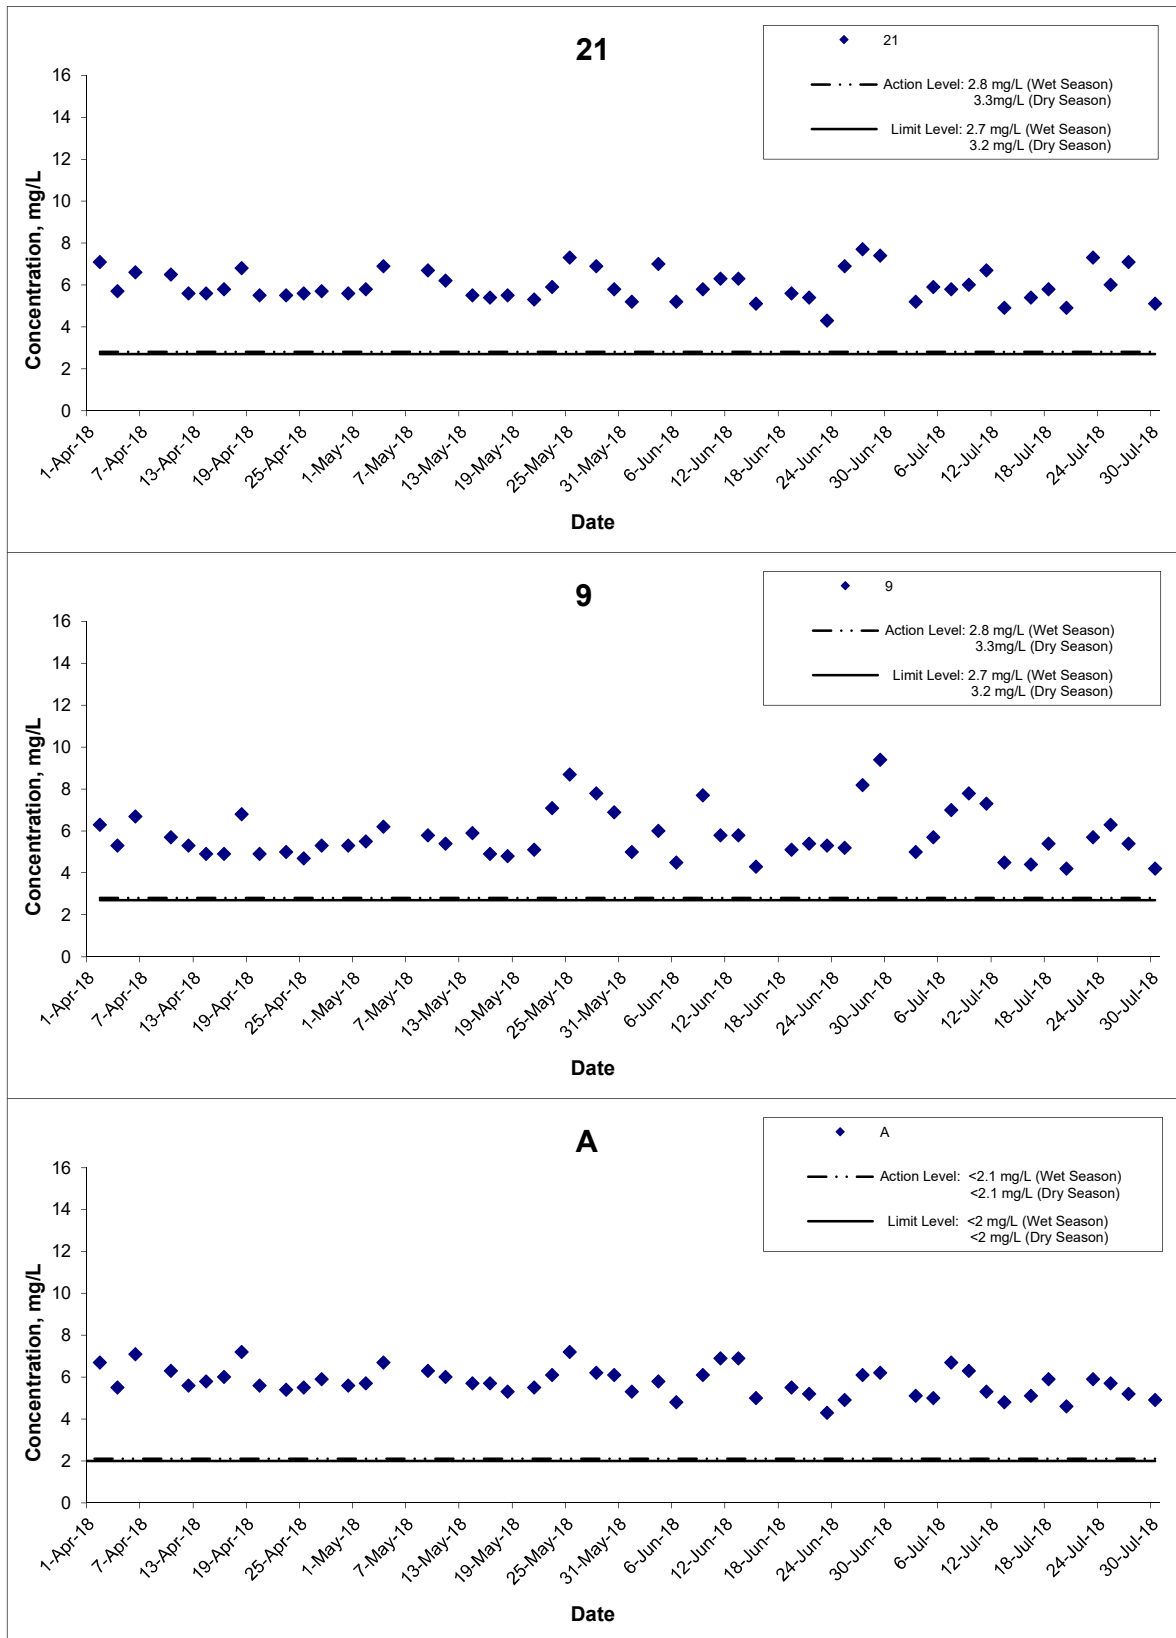 21
21
Action Level: 2.8 mg/L (Wet Season)
3.3mg/L (Dry Season)
Limit Level: 2.7 mg/L (Wet Season)
3.2 mg/L (Dry Season)
Concentration, mg/L
16
14
12
10
8
6
4
2
0
1-Apr-18
7-Apr-18
13-Apr-18
19-Apr-18
25-Apr-18
1-May-18
7-May-18
13-May-18
19-May-18
25-May-18
31-May-18
6-Jun-18
12-Jun-18
18-Jun-18
24-Jun-18
30-Jun-18
6-Jul-18
12-Jul-18
18-Jul-18
24-Jul-18
30-Jul-18
Date
9
9
Action Level: 2.8 mg/L (Wet Season)
3.3mg/L (Dry Season)
Limit Level: 2.7 mg/L (Wet Season)
3.2 mg/L (Dry Season)
Concentration, mg/L
16
14
12
10
8
6
4
2
0
1-Apr-18
7-Apr-18
13-Apr-18
19-Apr-18
25-Apr-18
1-May-18
7-May-18
13-May-18
19-May-18
25-May-18
31-May-18
6-Jun-18
12-Jun-18
18-Jun-18
24-Jun-18
30-Jun-18
6-Jul-18
12-Jul-18
18-Jul-18
24-Jul-18
30-Jul-18
Date
A
A
Action Level: <2.1 mg/L (Wet Season)
<2.1 mg/L (Dry Season)
Limit Level: <2 mg/L (Wet Season)
<2 mg/L (Dry Season)
Concentration, mg/L
16
14
12
10
8
6
4
2
0
1-Apr-18
7-Apr-18
13-Apr-18
19-Apr-18
25-Apr-18
1-May-18
7-May-18
13-May-18
19-May-18
25-May-18
31-May-18
6-Jun-18
12-Jun-18
18-Jun-18
24-Jun-18
30-Jun-18
6-Jul-18
12-Jul-18
18-Jul-18
24-Jul-18
30-Jul-18
Date